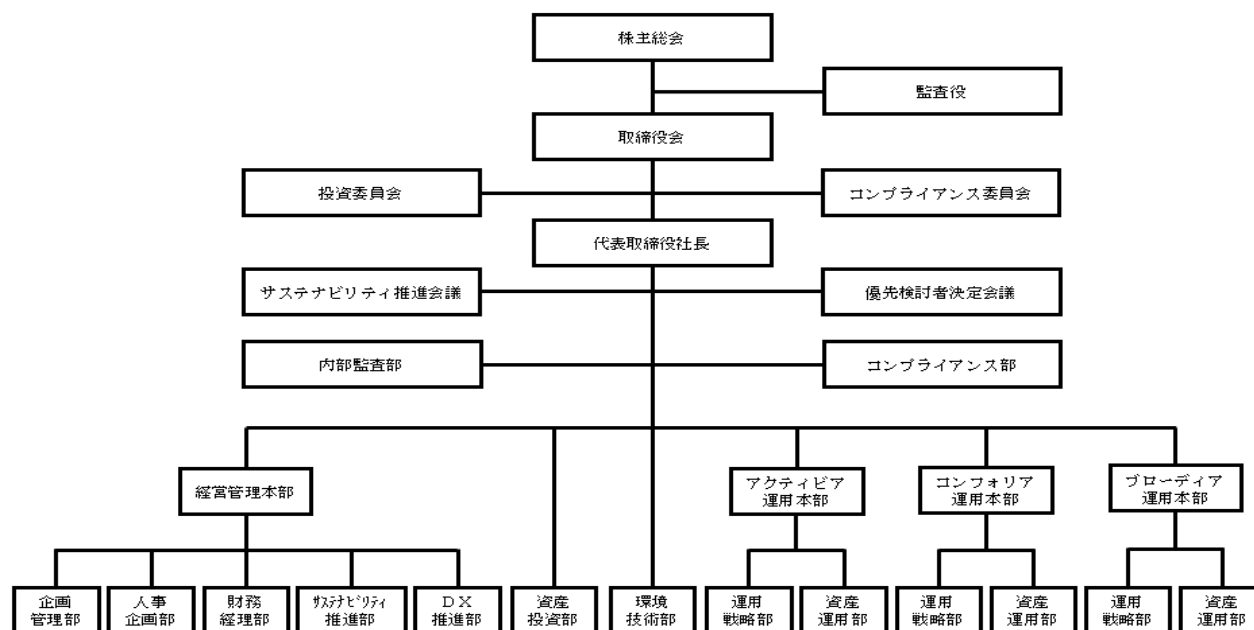 株主総会
監査役
取締役会
投資委員会
コンプライアンス委員会
代表取締役社長
サステナビリティ推進会議
優先検討者決定会議
内部監査部
コンプライアンス部
経営管理本部
アクティビア
運用本部
コンフォリア
運用本部
ブローディア
運用本部
企画
管理部
人事
企画部
財務
経理部
ｻｽﾃﾅﾋﾞﾘﾃｨ
推進部
ＤＸ
推進部
資産
投資部
環境
技術部
運用
戦略部
資産
運用部
運用
戦略部
資産
運用部
運用
戦略部
資産
運用部